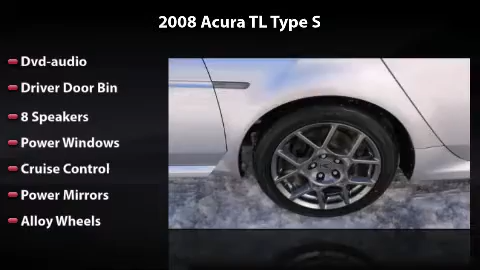 2008 Acura TL Type S
Dvd-audio
Driver Door Bin
8 Speakers
Power Windows
Cruise Control
Power Mirrors
Alloy Wheels